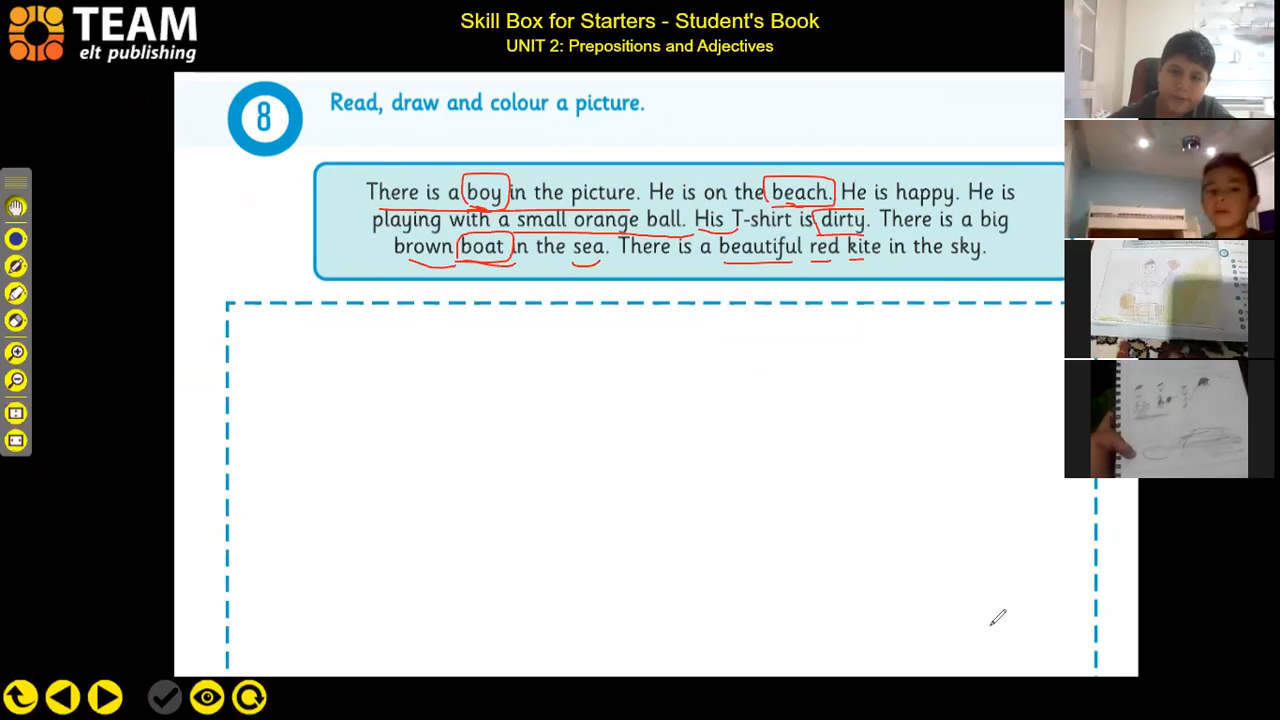 TEAM
elt publishing
Skill Box for Starters - Student's Book
UNIT 2: Prepositions and Adjectives
8
Read, draw and colour a picture.
There is a boy in the picture. He is on the beach. He is happy. He is
playing with a small orange ball. His T-shirt is dirty. There is a big
brown boat in the sea. There is a beautiful red kite in the sky.